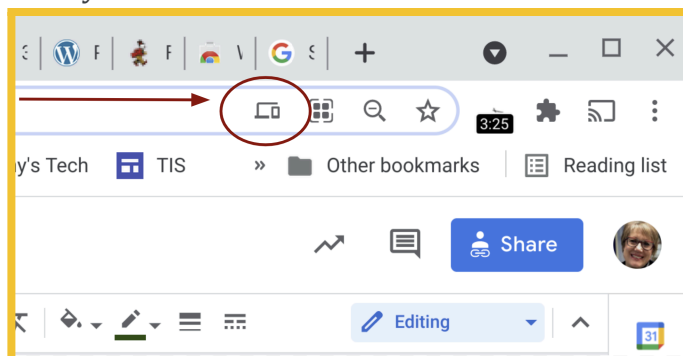 F
F
S
3:25
y's Tech
TIS
»
Other bookmarks
Reading list
Share
Editing
31